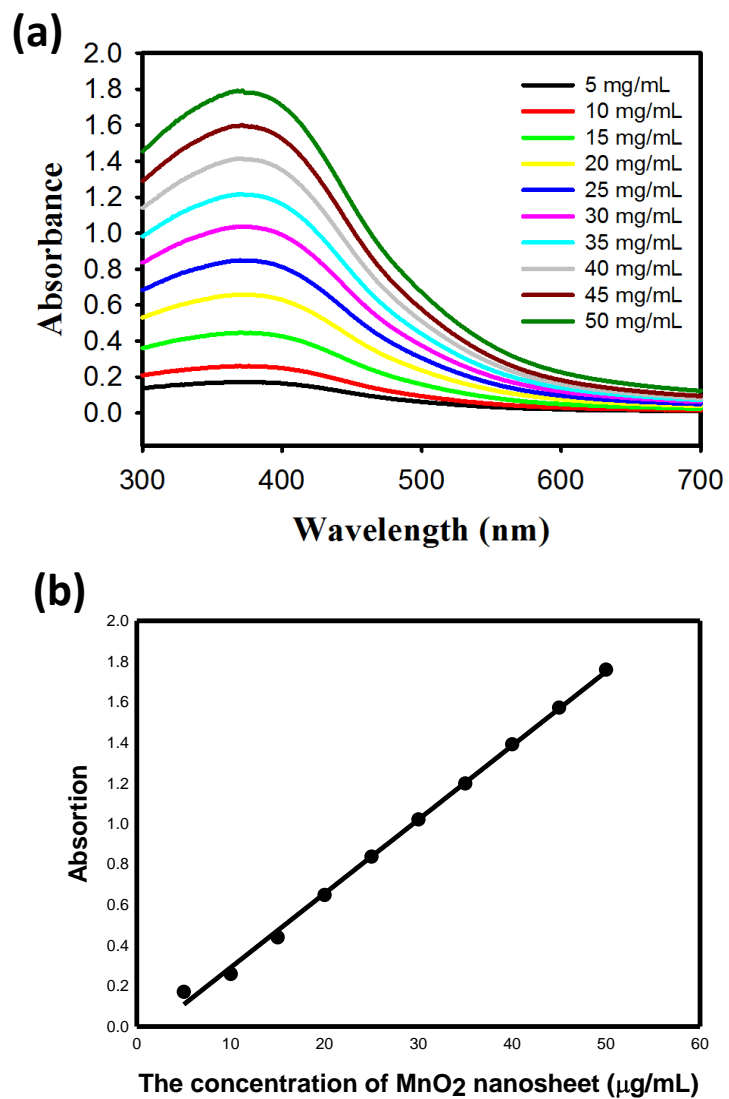 (a)
2.0
1.8
1.6
1.4
1.2
1.0
0.8
0.6
0.4
0.2
0.0
Absorbance
5 mg/mL
10 mg/mL
15 mg/mL
20 mg/mL
25 mg/mL
30 mg/mL
35 mg/mL
40 mg/mL
45 mg/mL
50 mg/mL
300 400 500 600 700
Wavelength (nm)
(b)
2.0
1.8
1.6
1.4
1.2
1.0
0.8
0.6
0.4
0.2
0.0
Absortion
0 10 20 30 40 50 60
The concentration of MnO2 nanosheet (μg/mL)